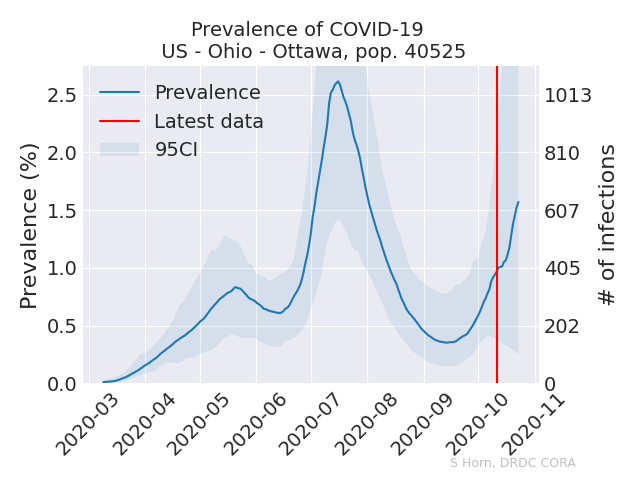 Prevalence of COVID-19
US - Ohio - Ottawa, pop. 40525
Prevalence
Latest data
95CI
Prevalence (%)
2.5
2.0
1.5
1.0
0.5
0.0
1013
810
607
405
202
0
# of infections
2020-03
2020-04
2020-05
2020-06
2020-07
2020-08
2020-09
2020-10
2020-11
S Horn, DRDC CORA